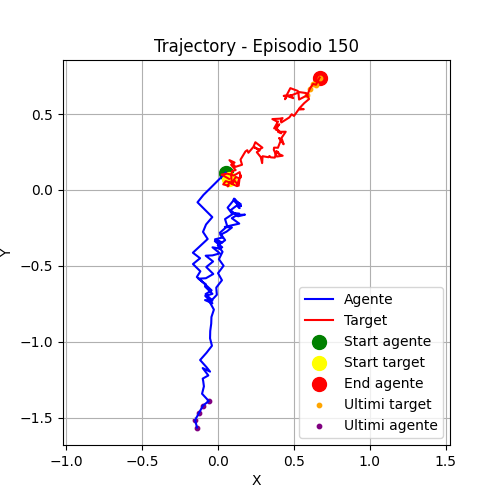 Trajectory - Episodio 150
Y
0.5
0.0
−0.5
−1.0
−1.5
Agente
Target
Start agente
Start target
End agente
Ultimi target
Ultimi agente
−1.0 −0.5 0.0 0.5 1.0 1.5
X